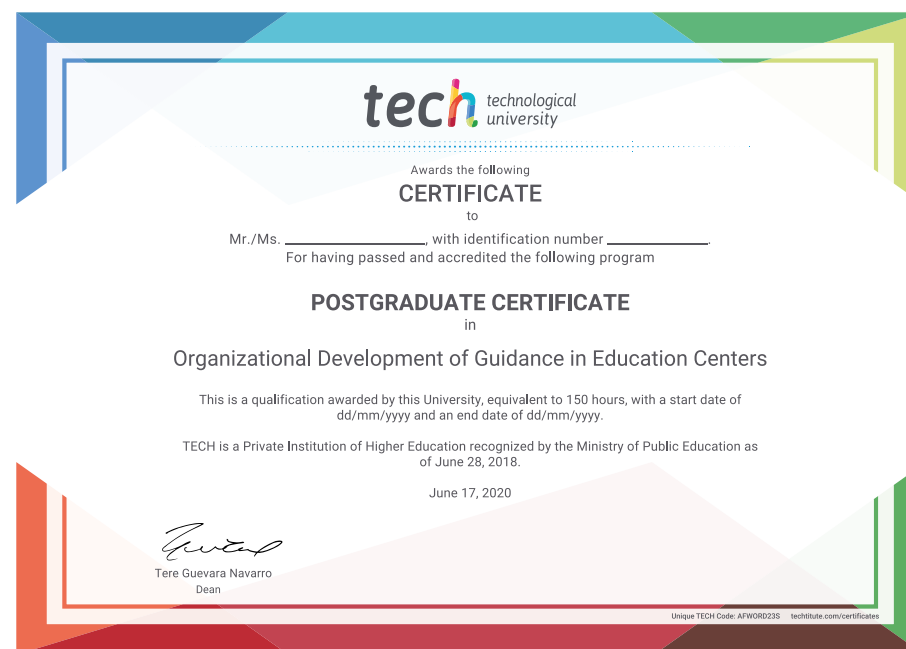 tech technological
university
Awards the following
CERTIFICATE
to
Mr./Ms. ____________________, with identification number ______________.
For having passed and accredited the following program
POSTGRADUATE CERTIFICATE
in
Organizational Development of Guidance in Education Centers
This is a qualification awarded by this University, equivalent to 150 hours, with a start date of
dd/mm/yyyy and an end date of dd/mm/yyyy.
TECH is a Private Institution of Higher Education recognized by the Ministry of Public Education as
of June 28, 2018.
June 17, 2020
Tere Guevara Navarro
Dean
Unique TECH Code: AFWORD23S techtitute.com/certificates